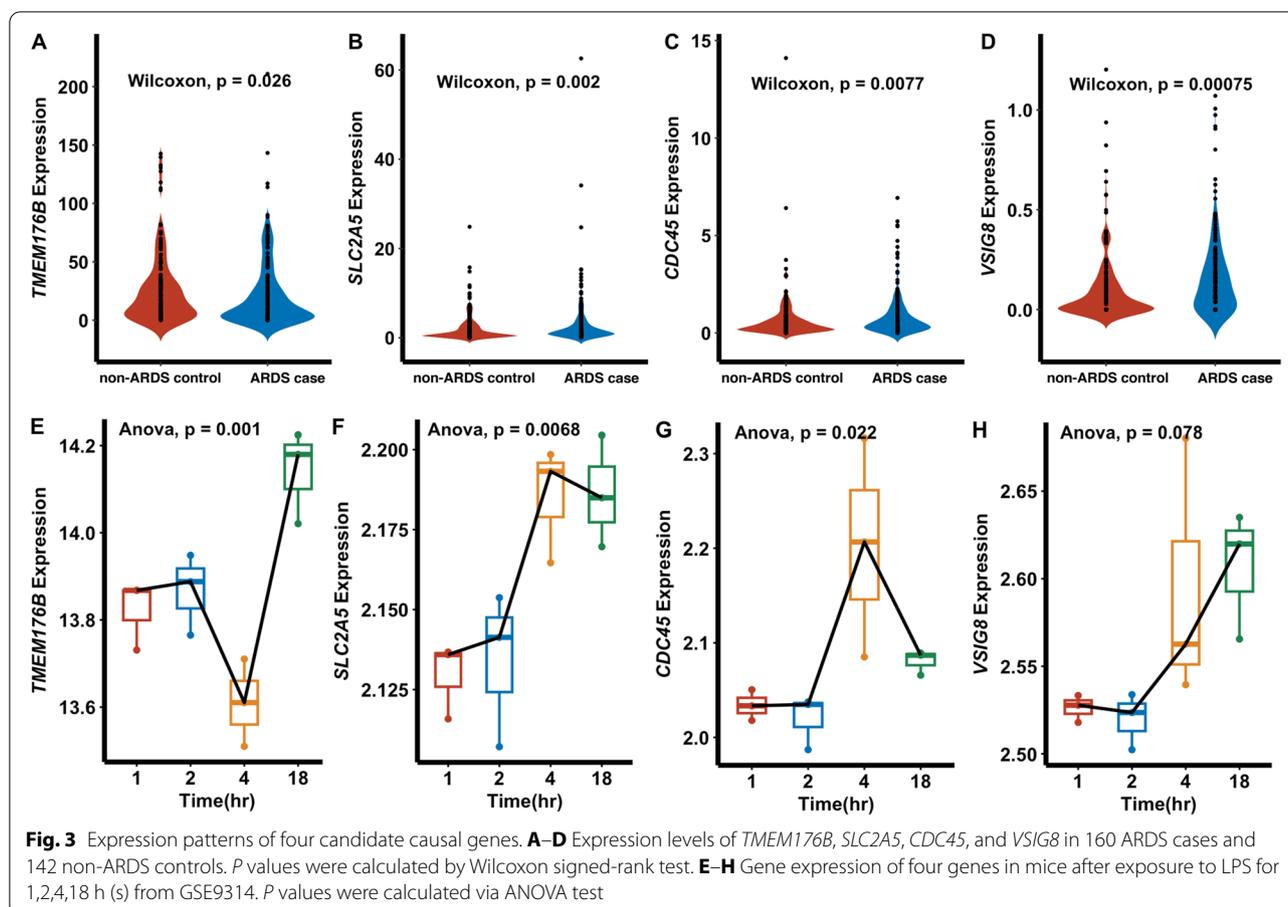 A
Wilcoxon, p = 0.026
TMEM176B Expression
200
150
100
50
0
non-ARDS control
ARDS case
B
Wilcoxon, p = 0.002
SLC2A5 Expression
60
40
20
0
non-ARDS control
ARDS case
C
Wilcoxon, p = 0.0077
CDC45 Expression
15
10
5
0
non-ARDS control
ARDS case
D
Wilcoxon, p = 0.00075
VSIG8 Expression
1.0
0.5
0.0
non-ARDS control
ARDS case
E
Anova, p = 0.001
TMEM176B Expression
14.2
14.0
13.8
13.6
1 2 4 18
Time(hr)
F
Anova, p = 0.0068
SLC2A5 Expression
2.200
2.175
2.150
2.125
1 2 4 18
Time(hr)
G
Anova, p = 0.022
CDC45 Expression
2.3
2.2
2.1
2.0
1 2 4 18
Time(hr)
H
Anova, p = 0.078
VSIG8 Expression
2.65
2.60
2.55
2.50
1 2 4 18
Time(hr)
Fig. 3 Expression patterns of four candidate causal genes. A–D Expression levels of TMEM176B, SLC2A5, CDC45, and VSIG8 in 160 ARDS cases and
142 non-ARDS controls. P values were calculated by Wilcoxon signed-rank test. E–H Gene expression of four genes in mice after exposure to LPS for
1,2,4,18 h (s) from GSE9314. P values were calculated via ANOVA test